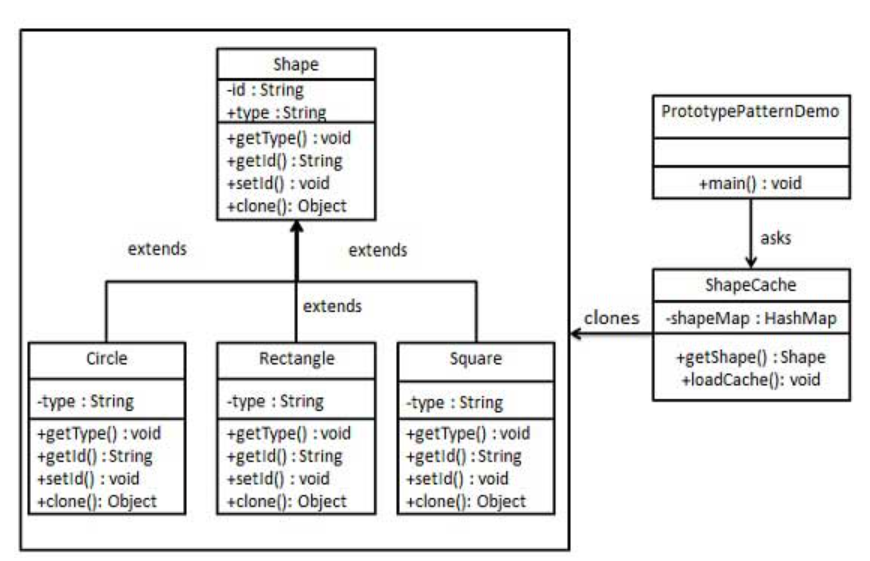 Shape
-id : String
+type : String
+getType() : void
+getId() : String
+setId() : void
+clone(): Object
extends
extends
extends
Circle
-type : String
+getType() : void
+getId() : String
+setId() : void
+clone(): Object
Rectangle
-type : String
+getType() : void
+getId() : String
+setId() : void
+clone(): Object
Square
-type : String
+getType() : void
+getId() : String
+setId() : void
+clone(): Object
PrototypePatternDemo
+main() : void
asks
ShapeCache
-shapeMap : HashMap
+getShape() : Shape
+loadCache(): void
clones